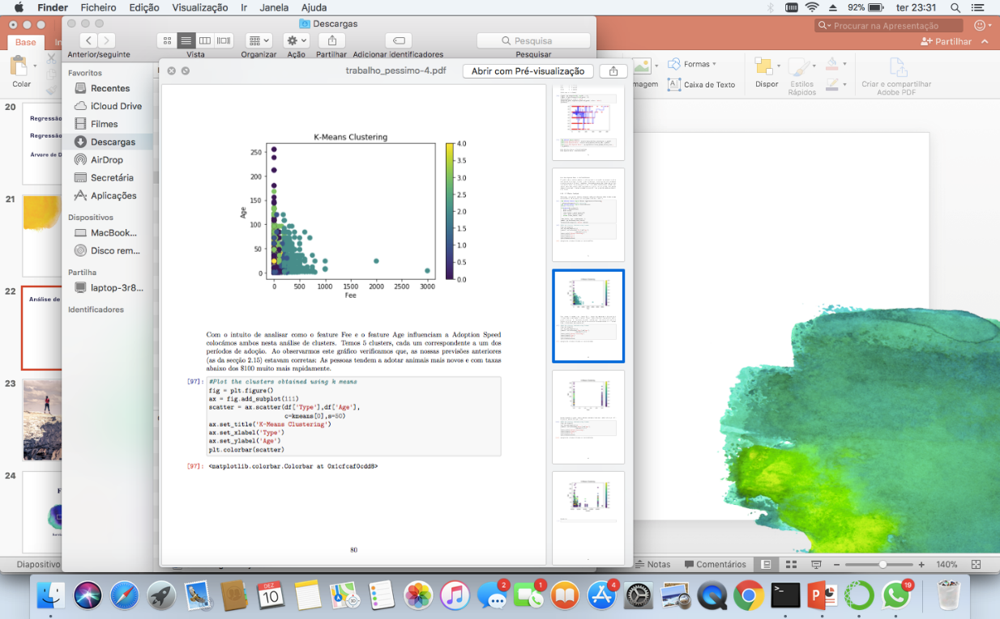 Finder Ficheiro Edição Visualização Ir Janela Ajuda 92% ter 23:31
Descargas
Procurar na Apresentação
Base
Partilhar
Anterior/seguinte Vista Organizar Ação Partilhar Adicionar identificadores Pesquisar
Pesquisa
Colar
Formas
Caixa de Texto
Dispor
Estilos
Rápidos
Criar e compartilhar
Adobe PDF
trabalho_pessimo-4.pdf
Abrir com Pré-visualização
Favoritos
Recentes
iCloud Drive
Filmes
Descargas
AirDrop
Secretária
Aplicações
Dispositivos
MacBook...
Disco rem...
Partilha
laptop-3r8...
Identificadores
20
Regressão
Regressão
Árvore de D
21
22
Análise de
23
24
K-Means Clustering
250
200
150
100
50
0
Age
0 500 1000 1500 2000 2500 3000
Fee
4.0
3.5
3.0
2.5
2.0
1.5
1.0
0.5
0.0
Com o intuito de analisar como o feature Fee e o feature Age influenciam a Adoption Speed
colocámos ambos nesta análise de clusters. Temos 5 clusters, cada um correspondente a um dos
períodos de adoção. Ao observarmos este gráfico verificamos que, as nossas previsões anteriores
(as da secção 2.15) estavam corretas: As pessoas tendem a adotar animais mais novos e com taxas
abaixo dos $100 muito mais rapidamente.
[97]: #Plot the clusters obtained using k means
fig = plt.figure()
ax = fig.add_subplot(111)
scatter = ax.scatter(df['Type'],df['Age'],
c=kmeans[0],s=50)
ax.set_title('K-Means Clustering')
ax.set_xlabel('Type')
ax.set_ylabel('Age')
plt.colorbar(scatter)
[97]: <matplotlib.colorbar.Colorbar at 0x1cfcaf0cdd8>
80
Diapositivo
Notas Comentários 140%
DEZ
10
2
1
4
19